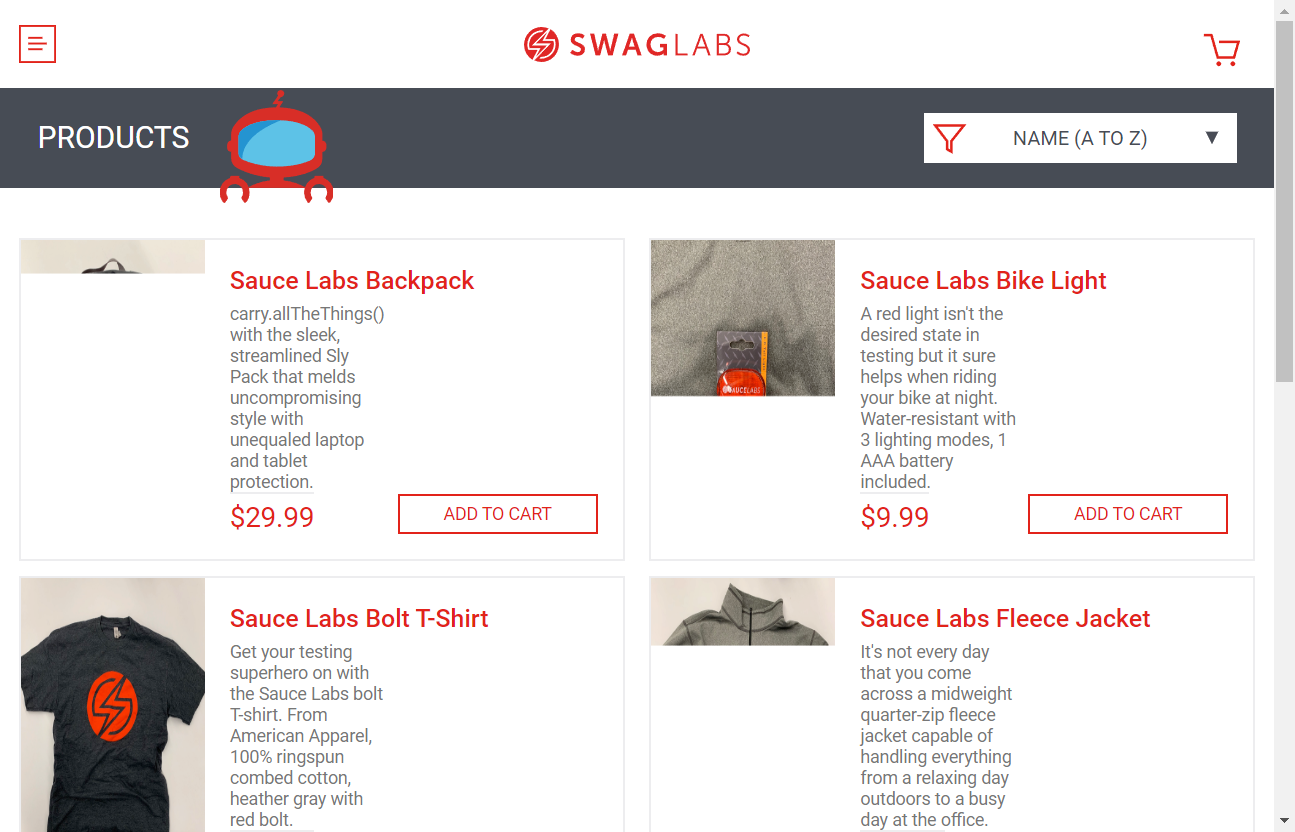 SWAGLABS
PRODUCTS
NAME (A TO Z)
Sauce Labs Backpack
carry.allTheThings()
with the sleek,
streamlined Sly
Pack that melds
uncompromising
style with
unequaled laptop
and tablet
protection.
$29.99
ADD TO CART
Sauce Labs Bike Light
A red light isn't the
desired state in
testing but it sure
helps when riding
your bike at night.
Water-resistant with
3 lighting modes, 1
AAA battery
included.
$9.99
ADD TO CART
SAUCELABS
Sauce Labs Bolt T-Shirt
Get your testing
superhero on with
the Sauce Labs bolt
T-shirt. From
American Apparel,
100% ringspun
combed cotton,
heather gray with
red bolt.
Sauce Labs Fleece Jacket
It's not every day
that you come
across a midweight
quarter-zip fleece
jacket capable of
handling everything
from a relaxing day
outdoors to a busy
day at the office.